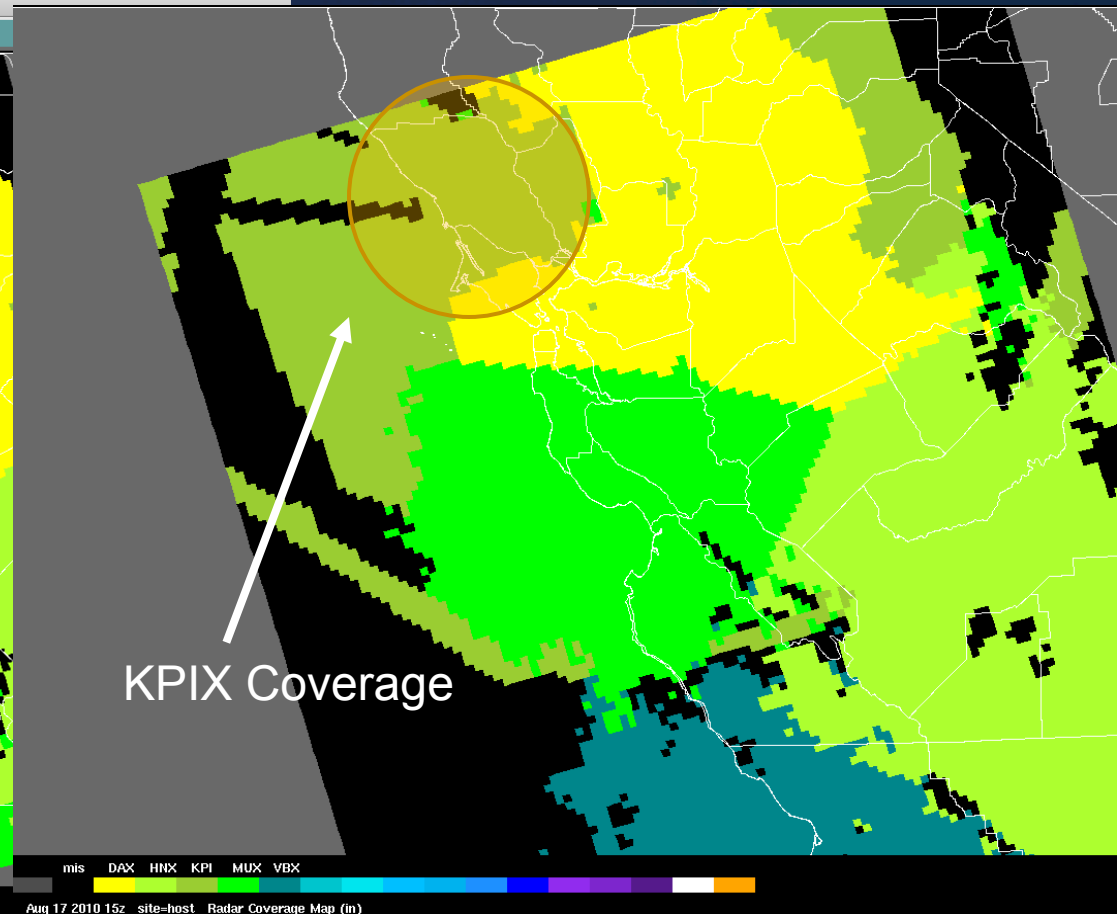 KPIX Coverage
mis DAX HNX KPI MUX VBX
Aug 17 2010 15z site=host Radar Coverage Map (in)